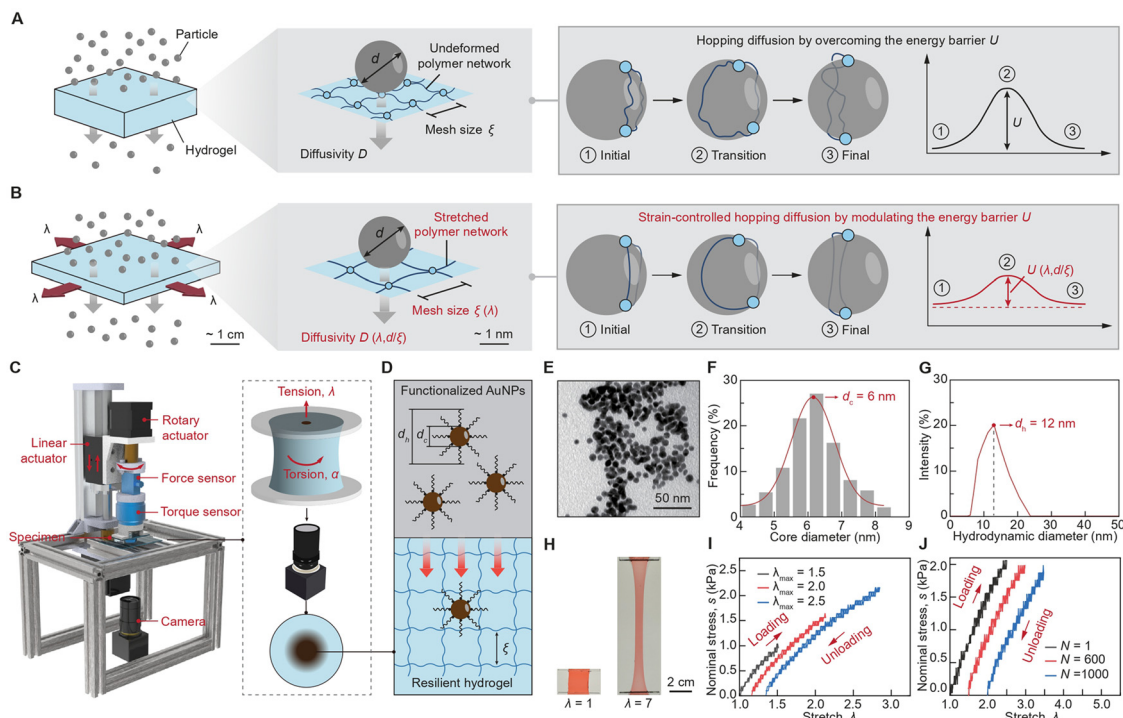 A
Particle
Hydrogel
d
Undeformed
polymer network
Mesh size ξ
Diffusivity D
Hopping diffusion by overcoming the energy barrier U
① Initial
② Transition
③ Final
①
②
③
U
B
λ
λ
λ
λ
~ 1 cm
d
Stretched
polymer network
Mesh size ξ (λ)
Diffusivity D (λ,d/ξ)
~ 1 nm
Strain-controlled hopping diffusion by modulating the energy barrier U
① Initial
② Transition
③ Final
①
②
③
U (λ,d/ξ)
C
Rotary
actuator
Linear
actuator
Force sensor
Torque sensor
Specimen
Camera
Tension, λ
Torsion, α
D
Functionalized AuNPs
dh
dc
ξ
Resilient hydrogel
E
50 nm
F
Frequency (%)
30
20
10
0
dc = 6 nm
4 5 6 7 8 9
Core diameter (nm)
G
Intensity (%)
30
20
10
0
dh = 12 nm
0 10 20 30 40 50
Hydrodynamic diameter (nm)
H
λ = 1
λ = 7
2 cm
I
Nominal stress, s (kPa)
2.5
2.0
1.5
1.0
0.5
0.0
λmax = 1.5
λmax = 2.0
λmax = 2.5
Loading
Unloading
1.0 1.5 2.0 2.5 3.0
Stretch, λ
J
Nominal stress, s (kPa)
2.0
1.5
1.0
0.5
0.0
Loading
Unloading
N = 1
N = 600
N =1000
1.0 2.0 3.0 4.0 5.0
Stretch, λ